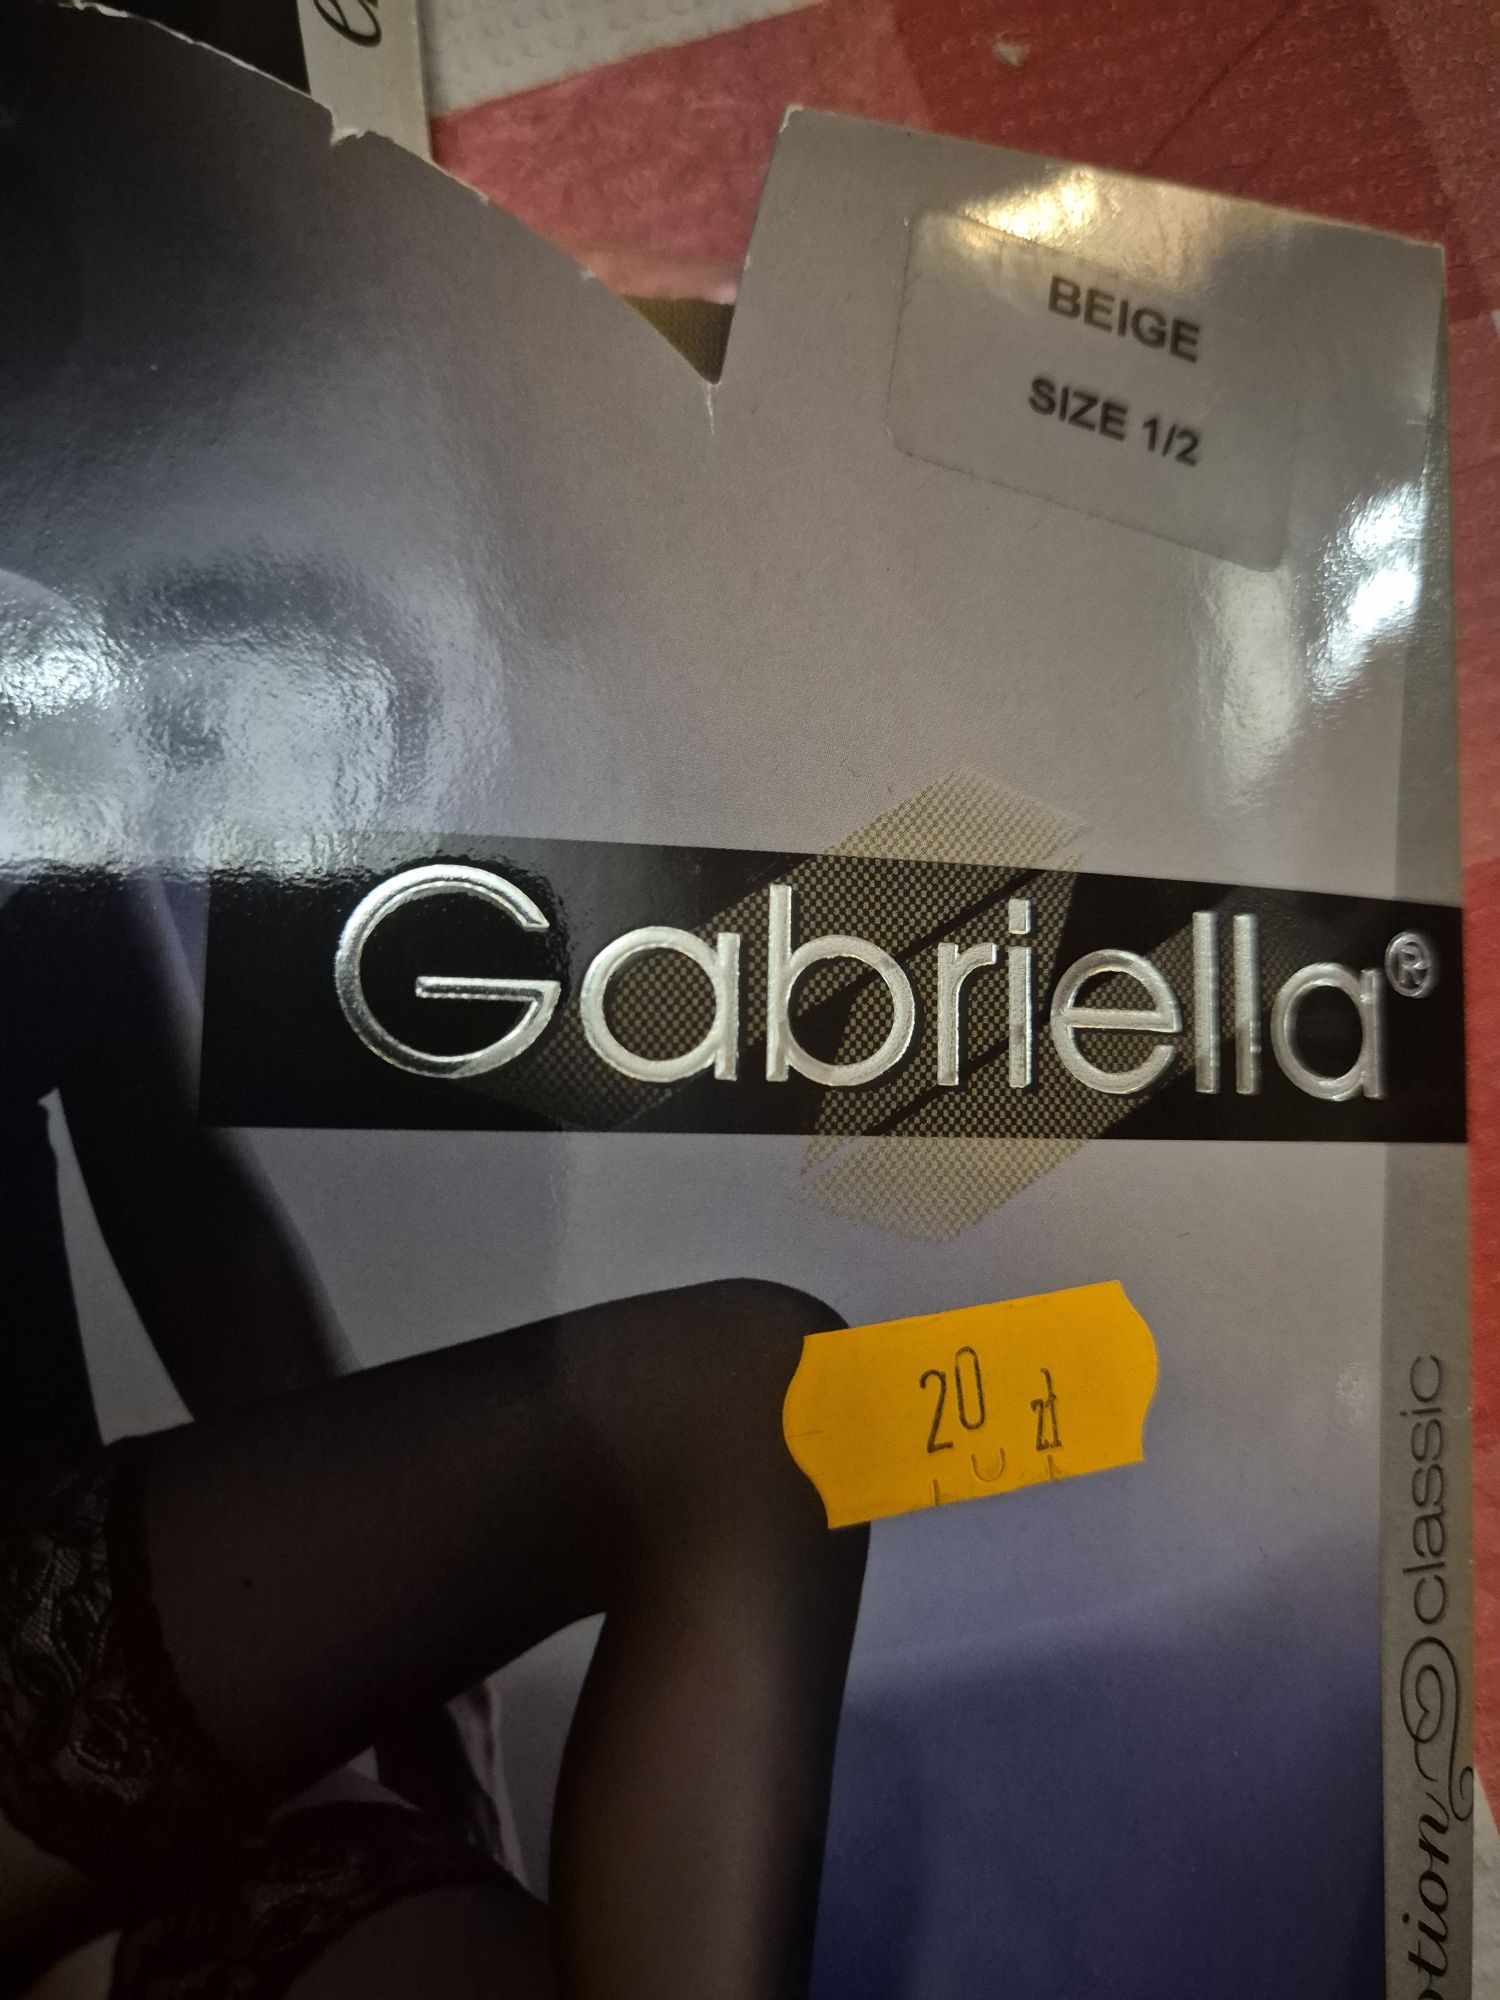 BEIGE
SIZE 1/2
Gabriella®
20 zł
classic